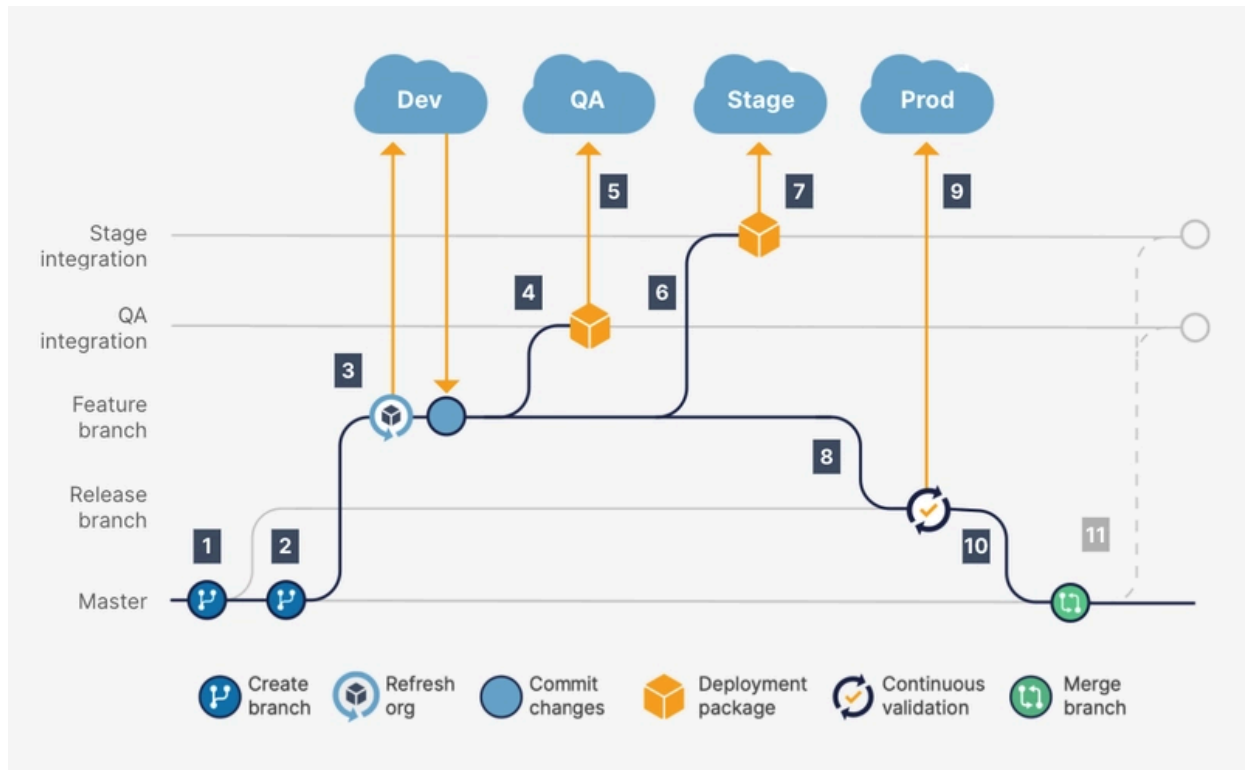 Dev
QA
Stage
Prod
5
7
9
Stage
integration
4
6
QA
integration
3
Feature
branch
8
Release
branch
1
2
10
11
Master
Create
branch
Refresh
org
Commit
changes
Deployment
package
Continuous
validation
Merge
branch